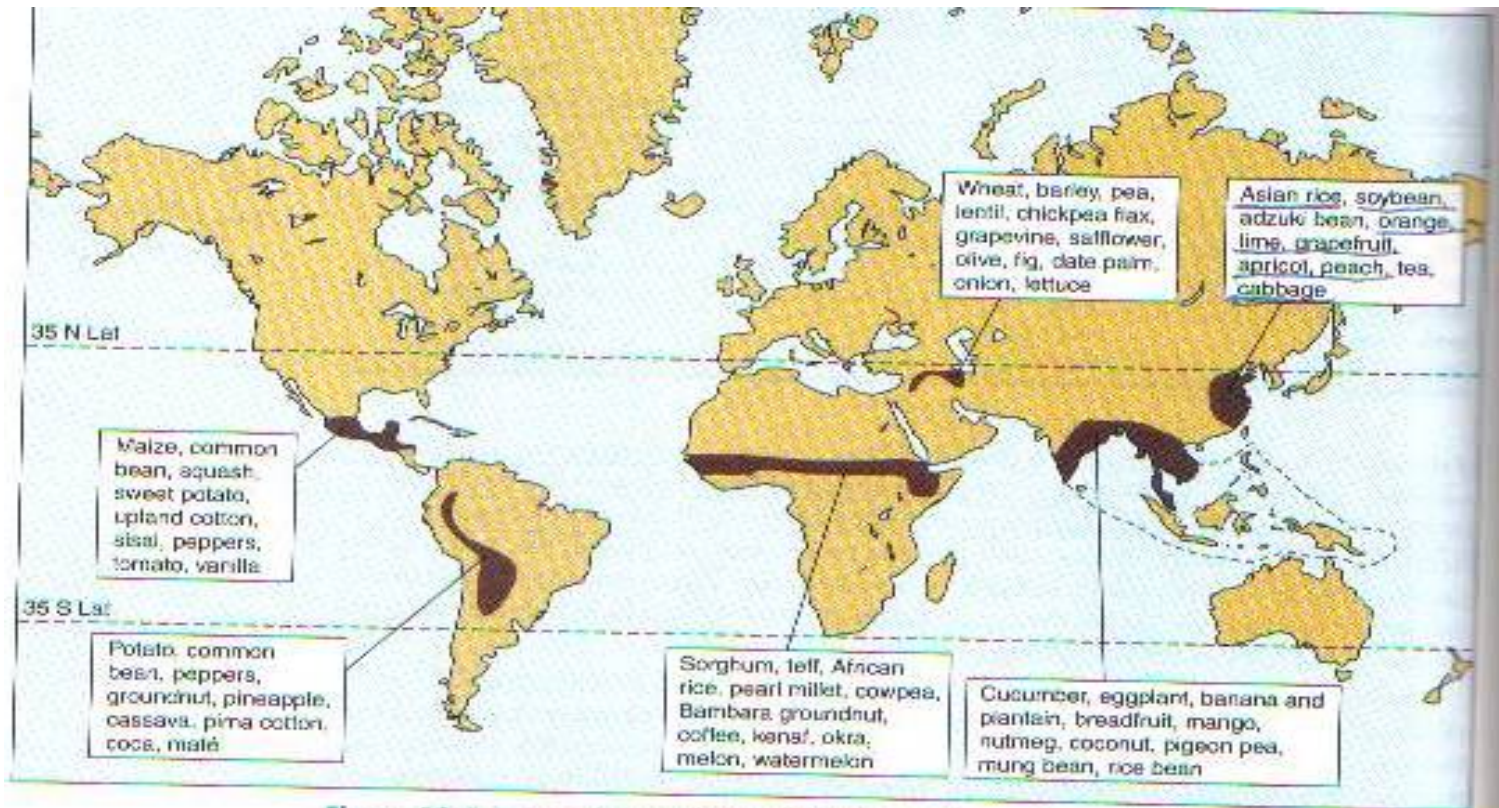 Wheat, barley, pea,
lentil, chickpea flax,
grapevine, safflower,
olive, fig, date palm,
onion, lettuce
Asian rice, soybean,
adzuki bean, orange,
lime, grapefruit,
apricot, peach, tea,
cabbage
35 N Lat
Maize, common
bean, squash,
sweet potato,
upland cotton,
sisal, peppers,
tomato, vanilla
35 S Lat
Potato, common
bean, peppers,
groundnut, pineapple,
cassava, pima cotton,
coca, maté
Sorghum, teff, African
rice, pearl millet, cowpea,
Bambara groundnut,
coffee, kenaf, okra,
melon, watermelon
Cucumber, eggplant, banana and
plantain, breadfruit, mango,
nutmeg, coconut, pigeon pea,
mung bean, rice bean